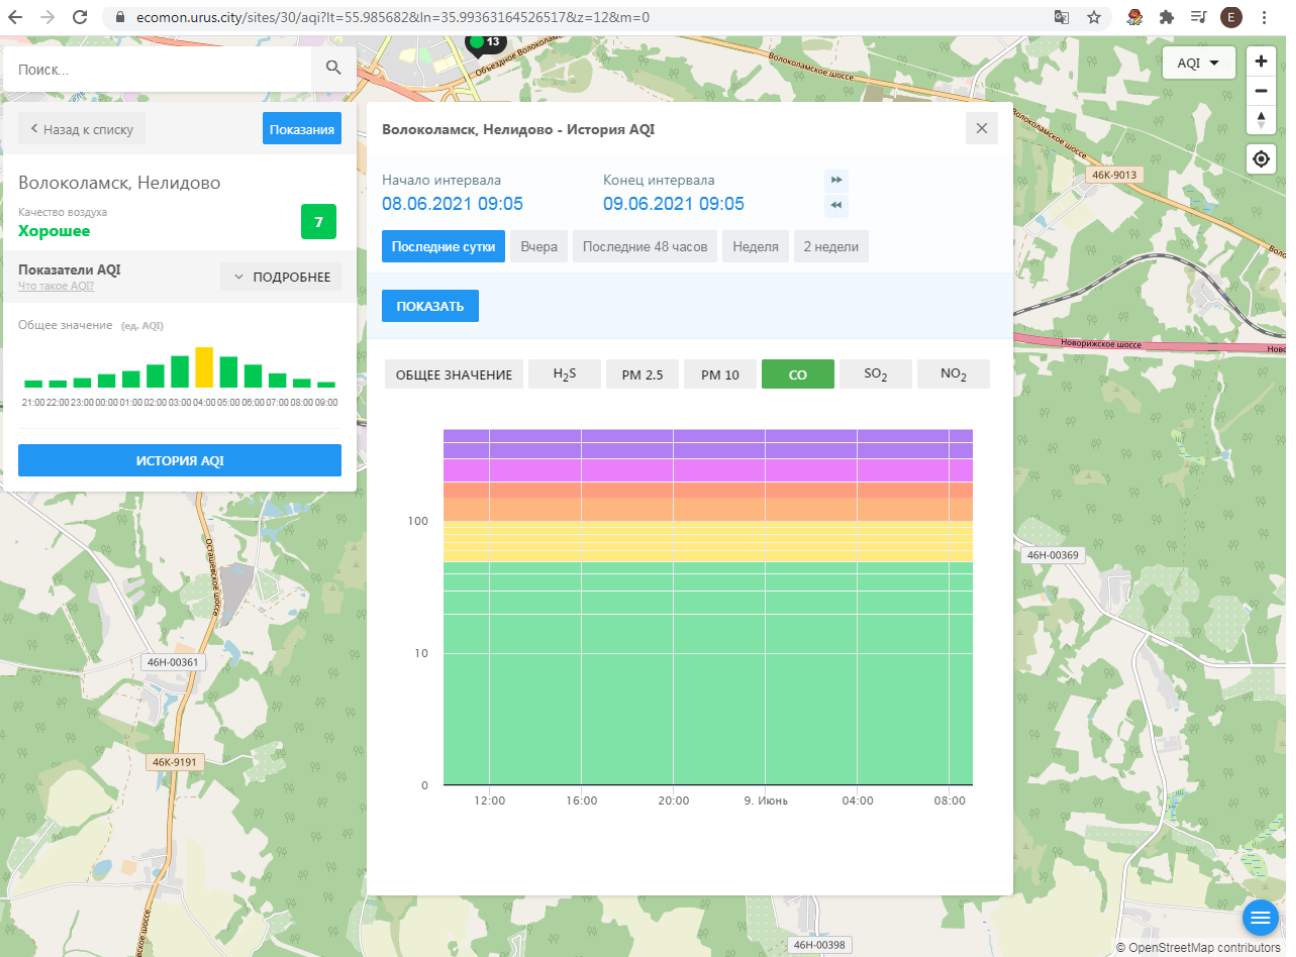 ecomon.urus.city/sites/30/aqi?lt=55.985682&ln=35.99363164526517&z=12&m=0
E
13
Объездное Волоколам
Волоколамское шоссе
Поиск...
AQI
Назад к списку
Показания
Волоколамск, Нелидово - История AQI
46К-9013
Волоколамск, Нелидово
Начало интервала
Конец интервала
08.06.2021 09:05
09.06.2021 09:05
Качество воздуха
Хорошее
7
Последние сутки
Вчера
Последние 48 часов
Неделя
2 недели
Показатели AQI
Что такое AQI?
ПОДРОБНЕЕ
ПОКАЗАТЬ
Общее значение (ед. AQI)
Новорижское шоссе
Ново
ОБЩЕЕ ЗНАЧЕНИЕ
H2S
PM 2.5
PM 10
CO
SO2
NO2
21:00 22:00 23:00 00:00 01:00 02:00 03:00 04:00 05:00 06:00 07:00 08:00 09:00
ИСТОРИЯ AQI
100
Осташевское шоссе
46Н-00369
10
46Н-00361
46К-9191
0
12:00
16:00
20:00
9. Июнь
04:00
08:00
46Н-00398
© OpenStreetMap contributors